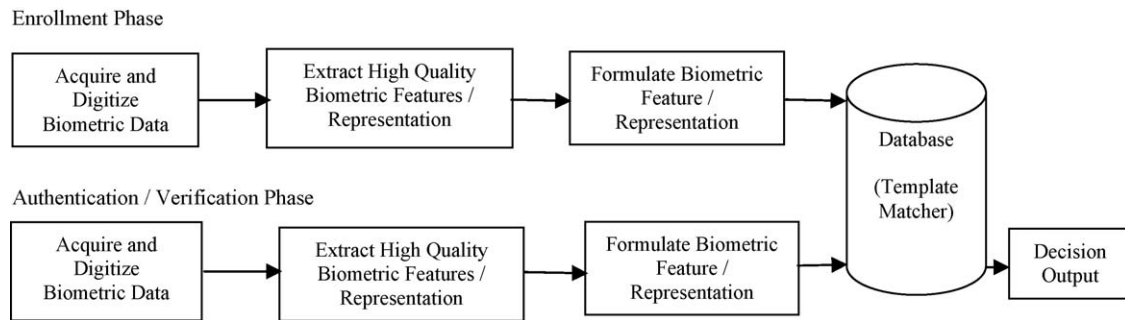 Enrollment Phase
Acquire and
Digitize
Biometric Data
Extract High Quality
Biometric Features /
Representation
Formulate Biometric
Feature /
Representation
Database
(Template
Matcher)
Authentication / Verification Phase
Acquire and
Digitize
Biometric Data
Extract High Quality
Biometric Features /
Representation
Formulate Biometric
Feature /
Representation
Decision
Output